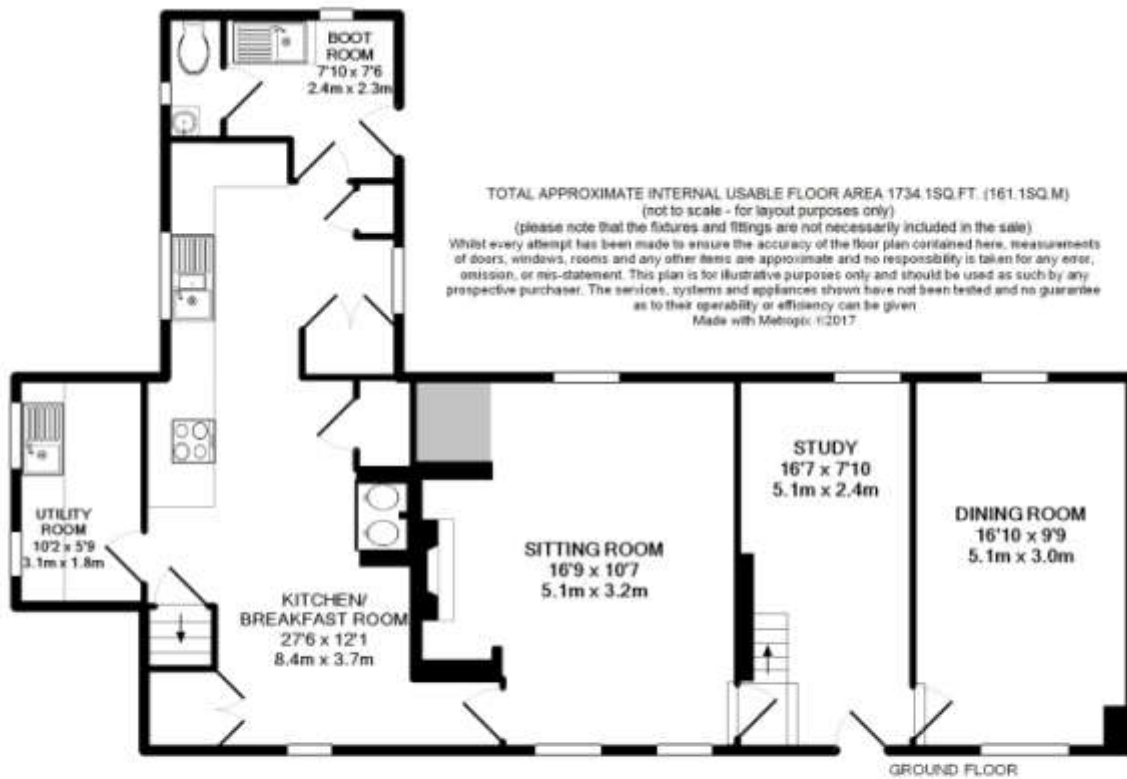 BOOT
ROOM
7'10 x 7'6
2.4m x 2.3m
TOTAL APPROXIMATE INTERNAL USABLE FLOOR AREA 1734.1SQ.FT. (161.1SQ.M)
(not to scale - for layout purposes only)
(please note that the fixtures and fittings are not necessarily included in the sale)
Whilst every attempt has been made to ensure the accuracy of the floor plan contained here, measurements
of doors, windows, rooms and any other items are approximate and no responsibility is taken for any error,
omission, or mis-statement. This plan is for illustrative purposes only and should be used as such by any
prospective purchaser. The services, systems and appliances shown have not been tested and no guarantee
as to their operability or efficiency can be given
Made with Metropix ©2017
UTILITY
ROOM
10'2 x 5'9
3.1m x 1.8m
KITCHEN/
BREAKFAST ROOM
27'6 x 12'1
8.4m x 3.7m
SITTING ROOM
16'9 x 10'7
5.1m x 3.2m
STUDY
16'7 x 7'10
5.1m x 2.4m
DINING ROOM
16'10 x 9'9
5.1m x 3.0m
GROUND FLOOR